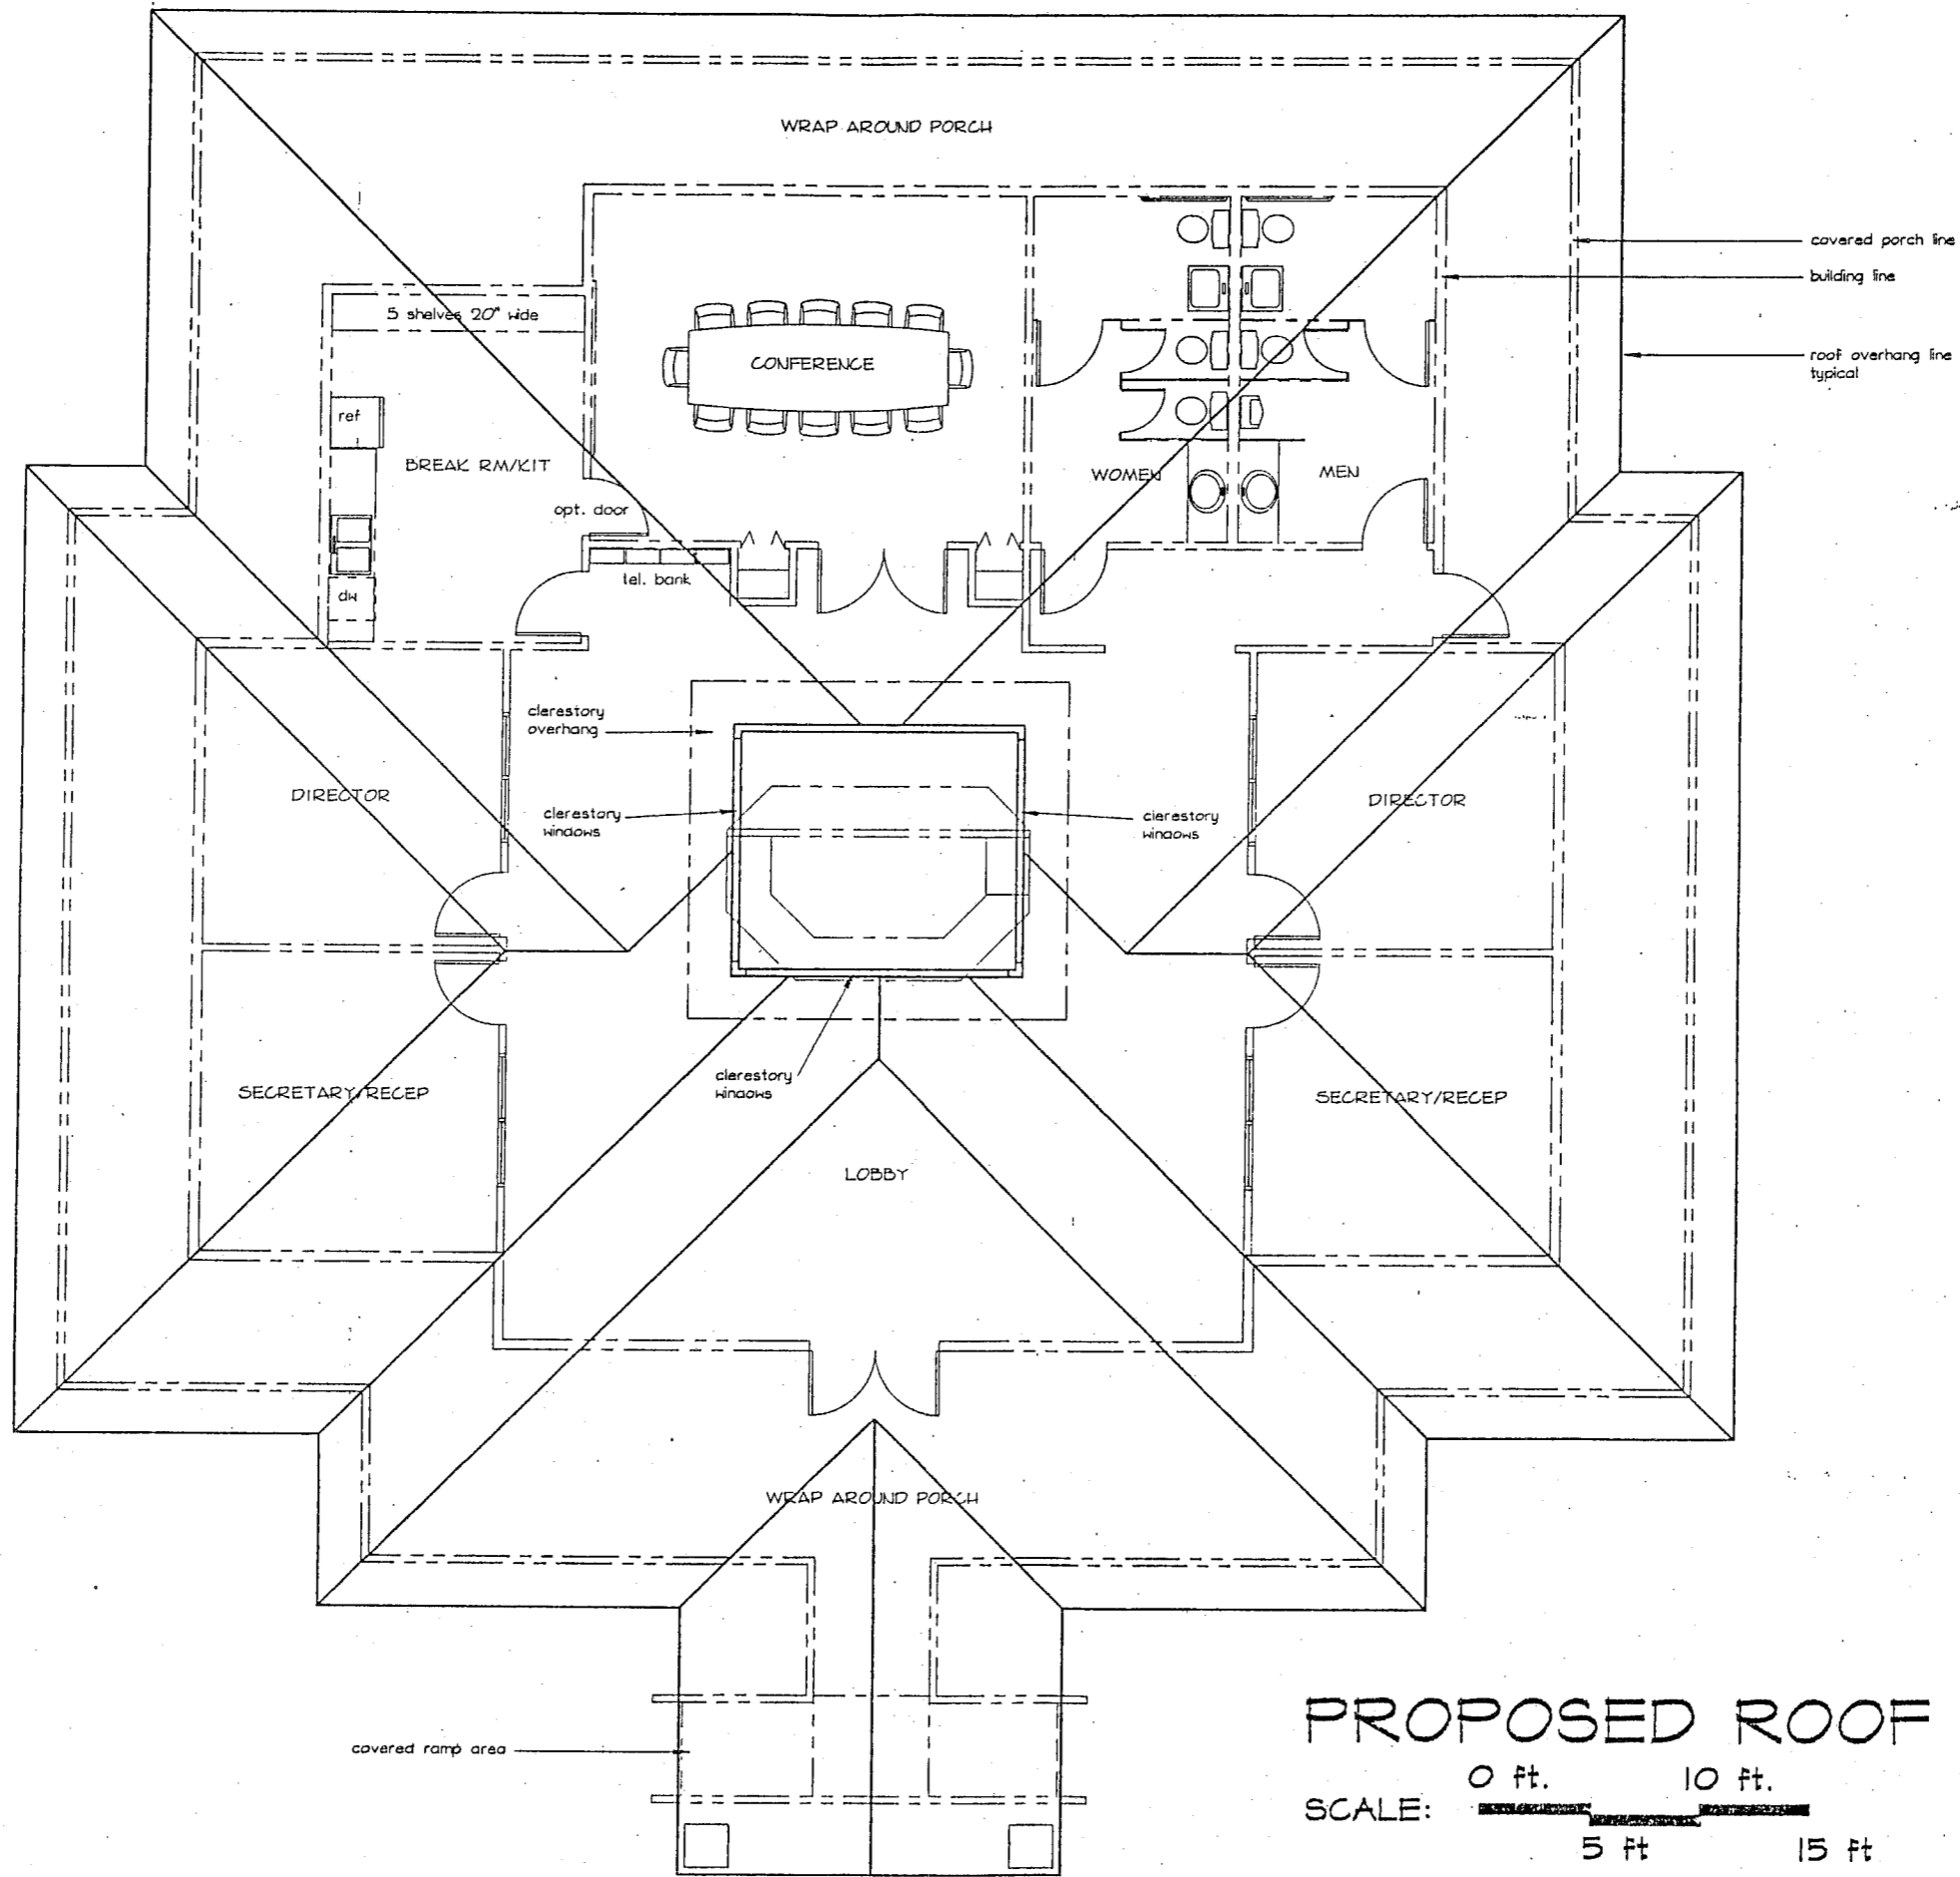 WRAP AROUND PORCH
covered porch line
building line
5 shelves 20" wide
roof overhang line
typical
CONFERENCE
ref
BREAK RM/KIT
WOMEN
MEN
opt. door
tel. bank
dw
clerestory
overhang
DIRECTOR
DIRECTOR
clerestory
windows
clerestory
windows
clerestory
windows
SECRETARY/RECEP
SECRETARY/RECEP
LOBBY
WRAP AROUND PORCH
covered ramp area
PROPOSED ROOF
0 ft. 10 ft.
SCALE:
5 ft 15 ft